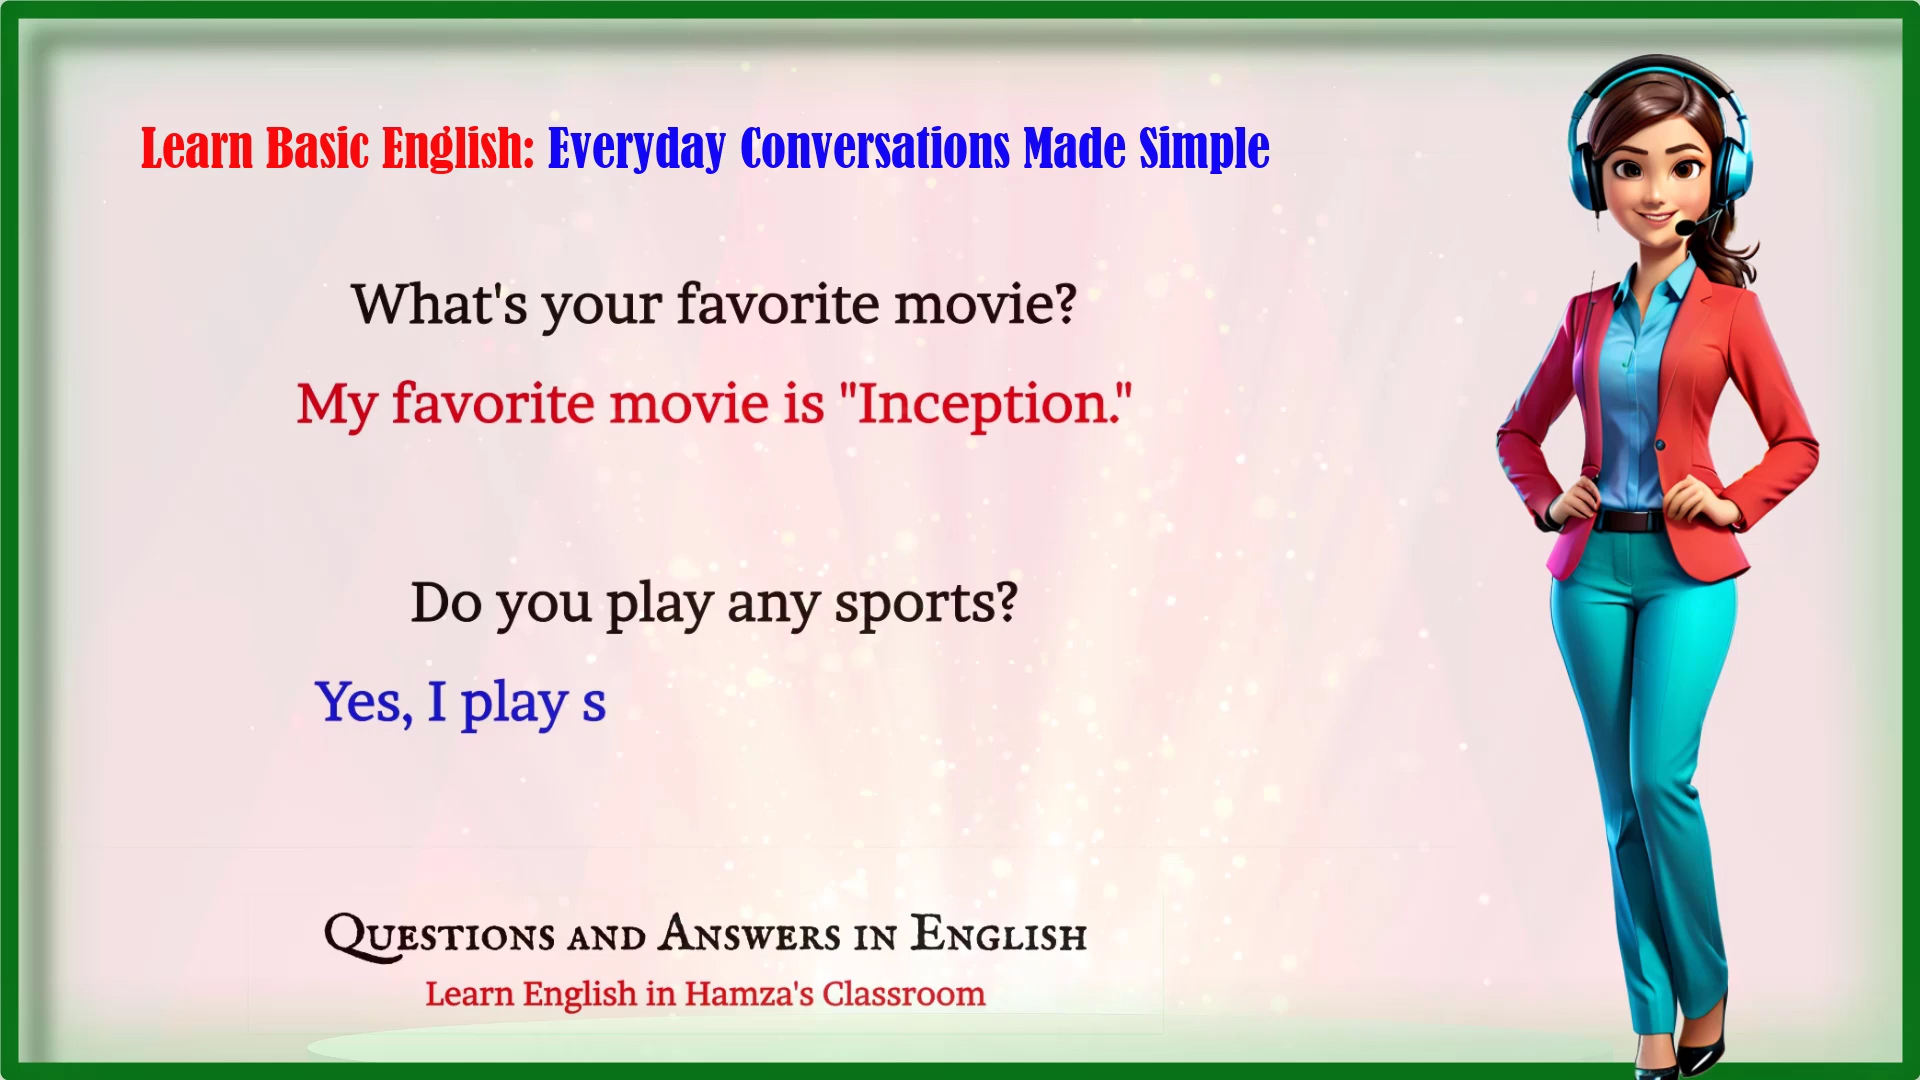 Learn Basic English: Everyday Conversations Made Simple
What's your favorite movie?
My favorite movie is "Inception."
Do you play any sports?
Yes, I play s
Questions and Answers in English
Learn English in Hamza's Classroom